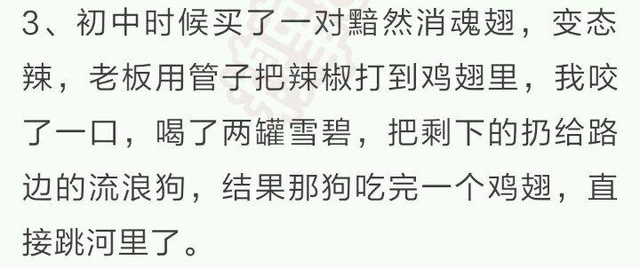 3、初中时候买了一对黯然消魂翅，变态
辣，老板用管子把辣椒打到鸡翅里，我咬
了一口，喝了两罐雪碧，把剩下的扔给路
边的流浪狗，结果那狗吃完一个鸡翅，直
接跳河里了。